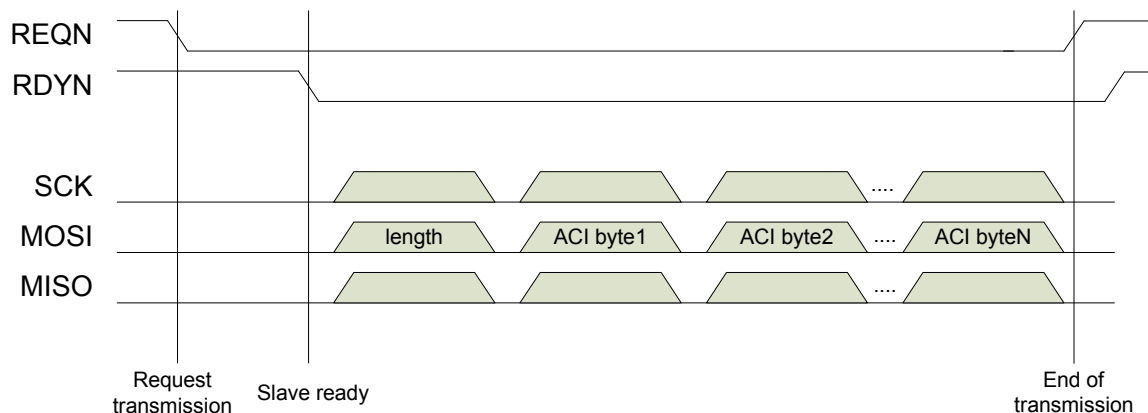 REQN
RDYN
SCK
....
MOSI
length
ACI byte1
ACI byte2
....
ACI byteN
MISO
....
Request
transmission
Slave ready
End of
transmission